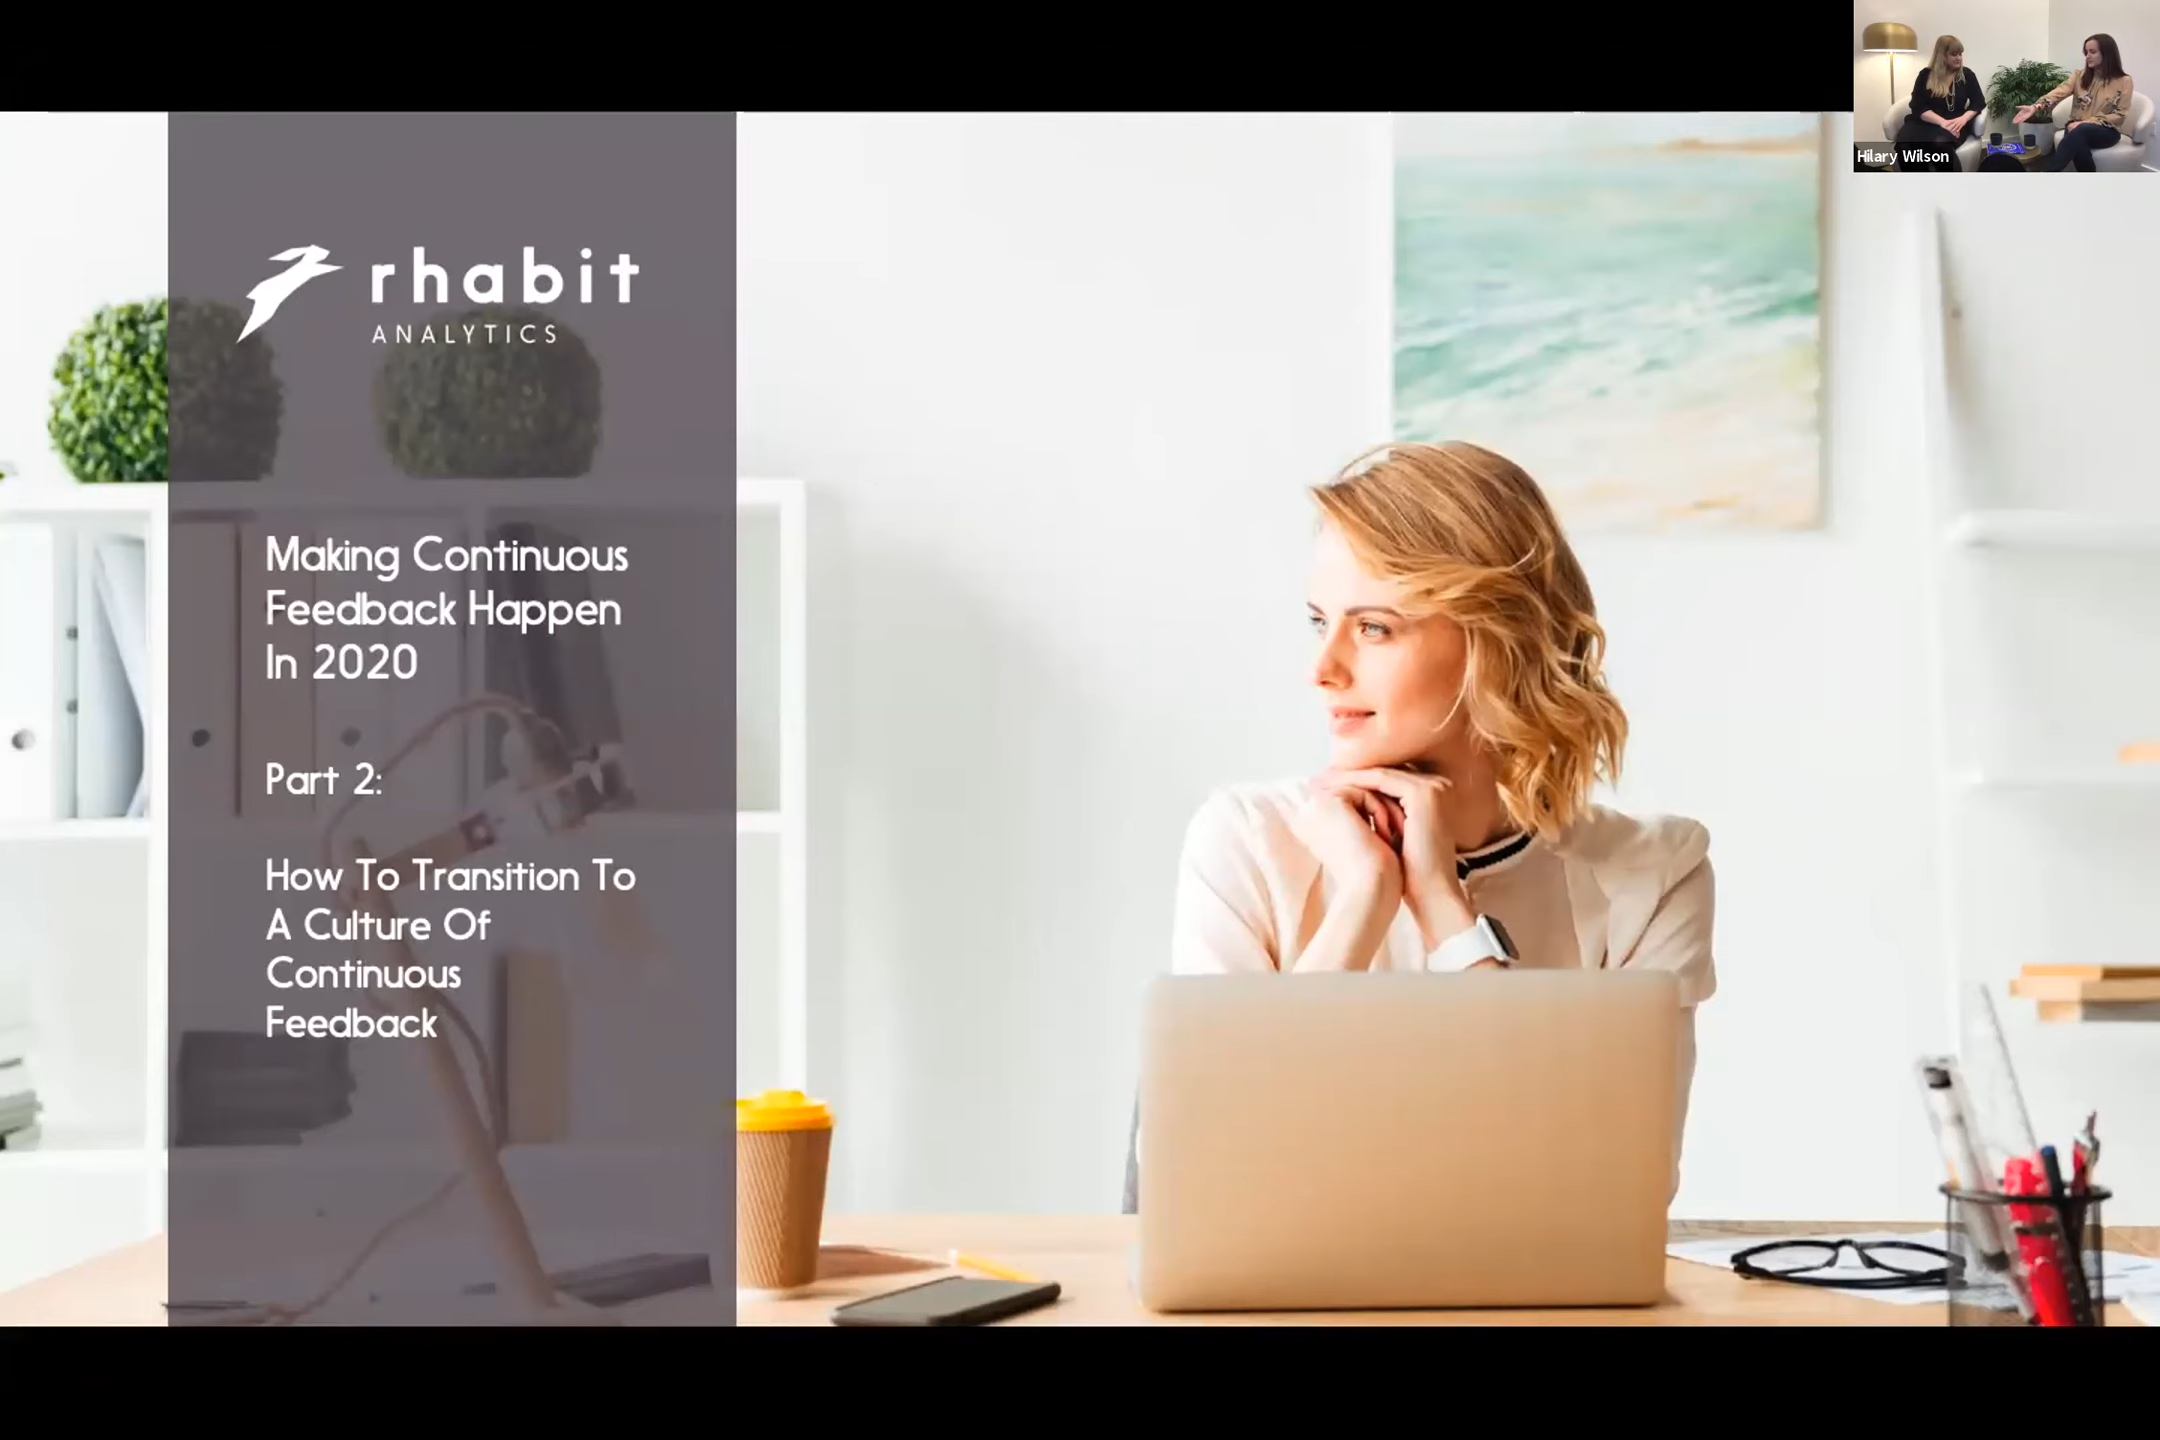 Hilary Wilson
rhabit
ANALYTICS
Making Continuous
Feedback Happen
In 2020
Part 2:
How To Transition To
A Culture Of
Continuous
Feedback